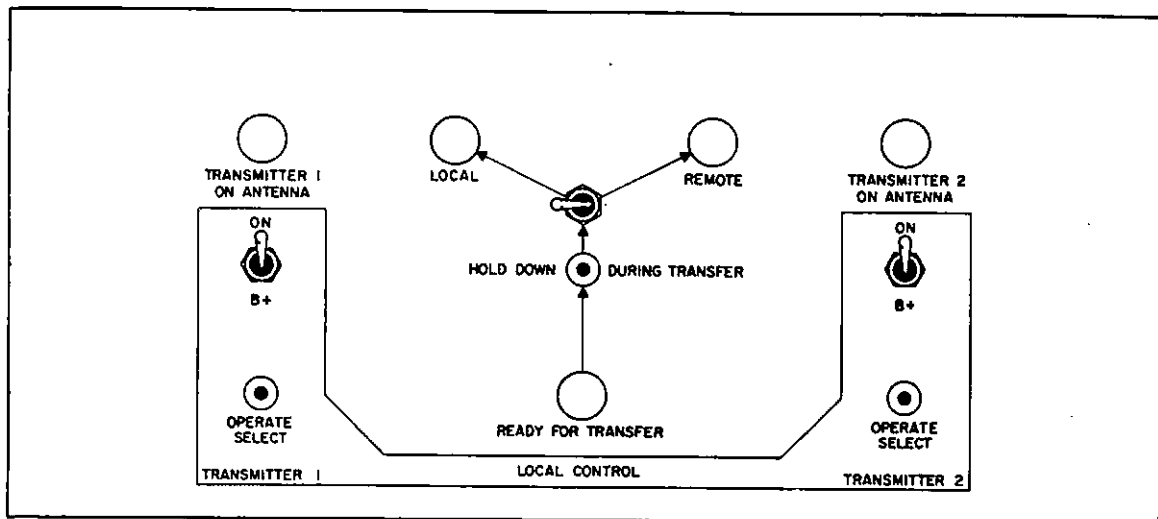 TRANSMITTER 1
ON ANTENNA
LOCAL
REMOTE
TRANSMITTER 2
ON ANTENNA
ON
B+
HOLD DOWN
DURING TRANSFER
ON
B+
OPERATE
SELECT
READY FOR TRANSFER
OPERATE
SELECT
TRANSMITTER 1
LOCAL CONTROL
TRANSMITTER 2